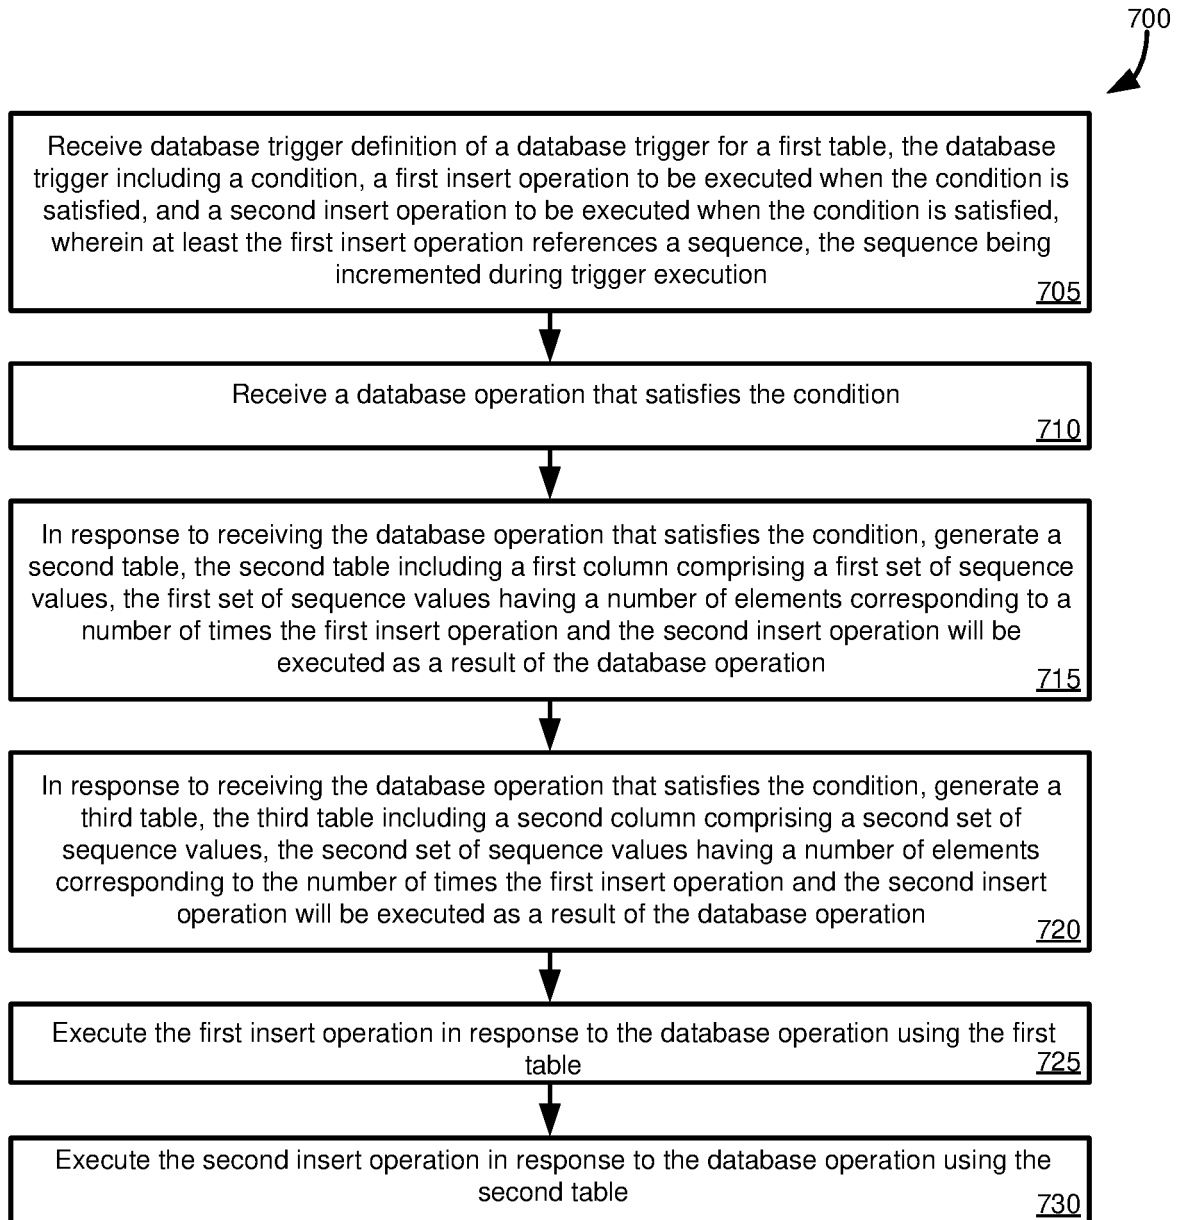 700
Receive database trigger definition of a database trigger for a first table, the database
trigger including a condition, a first insert operation to be executed when the condition is
satisfied, and a second insert operation to be executed when the condition is satisfied,
wherein at least the first insert operation references a sequence, the sequence being
incremented during trigger execution
705
Receive a database operation that satisfies the condition
710
In response to receiving the database operation that satisfies the condition, generate a
second table, the second table including a first column comprising a first set of sequence
values, the first set of sequence values having a number of elements corresponding to a
number of times the first insert operation and the second insert operation will be
executed as a result of the database operation
715
In response to receiving the database operation that satisfies the condition, generate a
third table, the third table including a second column comprising a second set of
sequence values, the second set of sequence values having a number of elements
corresponding to the number of times the first insert operation and the second insert
operation will be executed as a result of the database operation
720
Execute the first insert operation in response to the database operation using the first
table
725
Execute the second insert operation in response to the database operation using the
second table
730